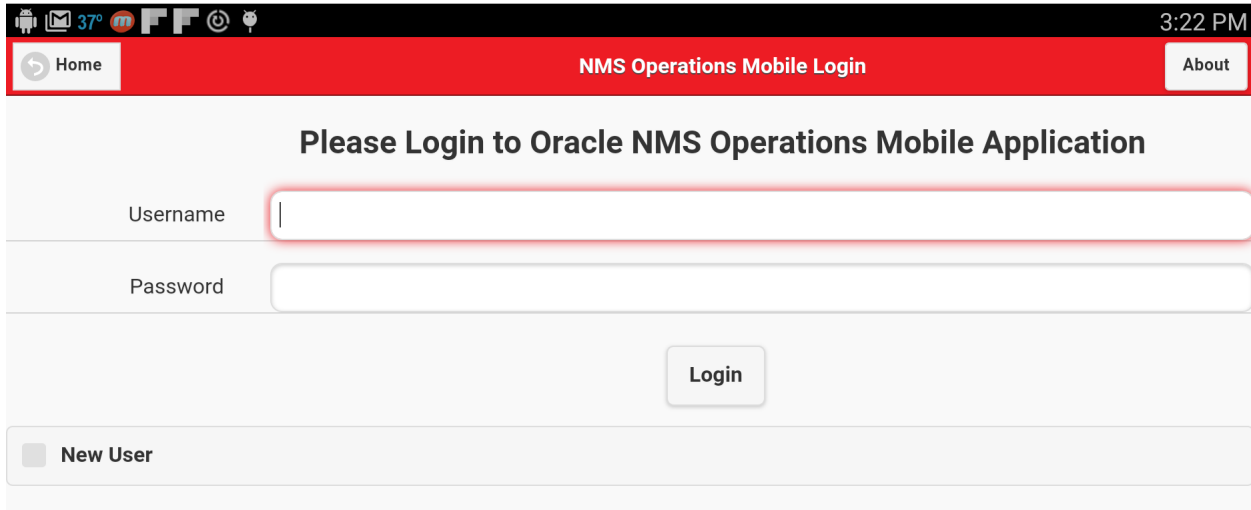 37° 3:22 PM
Home NMS Operations Mobile Login About
Please Login to Oracle NMS Operations Mobile Application
Username
Password
Login
New User